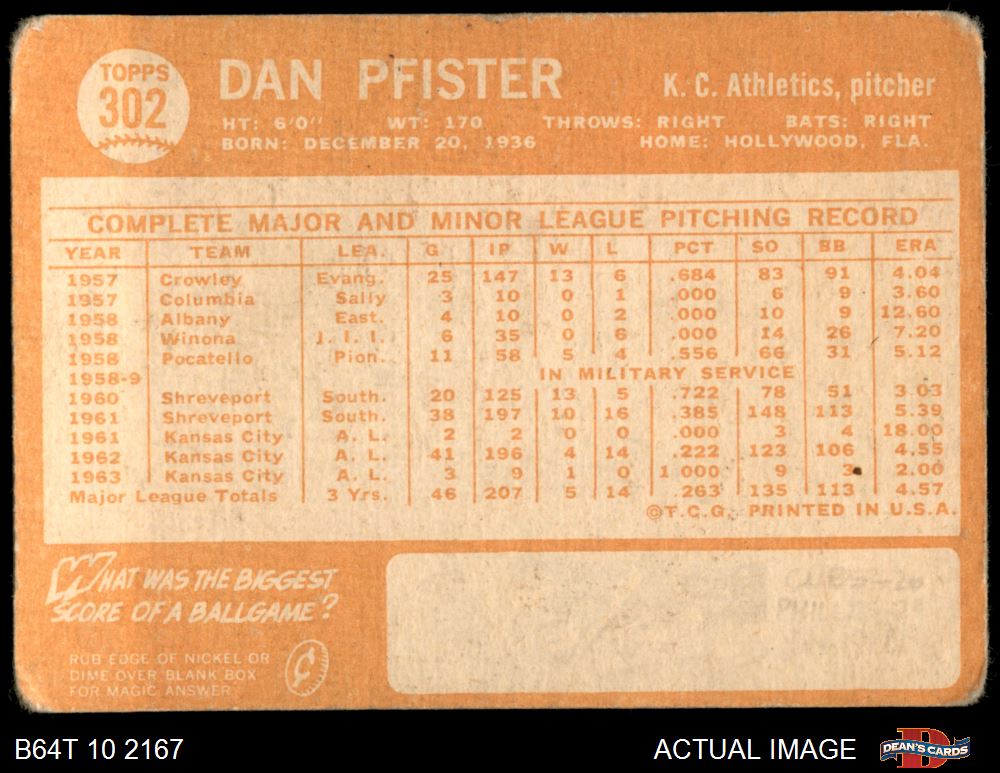 TOPPS
302
DAN PFISTER
K. C. Athletics, pitcher
HT: 6'0" WT: 170 THROWS: RIGHT BATS: RIGHT
BORN: DECEMBER 20, 1936 HOME: HOLLYWOOD, FLA.
COMPLETE MAJOR AND MINOR LEAGUE PITCHING RECORD
YEAR TEAM LEA. G IP W L PCT SO BB ERA
1957 Crowley Evang. 25 147 13 6 .684 83 91 4.04
1957 Columbia Sally 3 10 0 1 .000 6 9 3.60
1958 Albany East. 4 10 0 2 .000 10 9 12.60
1958 Winona I. I. I. 6 35 0 6 .000 14 26 7.20
1958 Pocatello Pion. 11 58 5 4 .556 66 31 5.12
1958-9 IN MILITARY SERVICE
1960 Shreveport South. 20 125 13 5 .722 78 51 3.03
1961 Shreveport South. 38 197 10 16 .385 148 113 5.39
1961 Kansas City A. L. 2 2 0 0 .000 3 4 18.00
1962 Kansas City A. L. 41 196 4 14 .222 123 106 4.55
1963 Kansas City A. L. 3 9 1 0 1 000 9 3 2.00
Major League Totals 3 Yrs. 46 207 5 14 .263 135 113 4.57
©T.C.G. PRINTED IN U.S.A.
WHAT WAS THE BIGGEST
SCORE OF A BALLGAME?
RUB EDGE OF NICKEL OR
DIME OVER BLANK BOX
FOR MAGIC ANSWER
¢
B64T 10 2167
ACTUAL IMAGE
DEAN'S CARDS